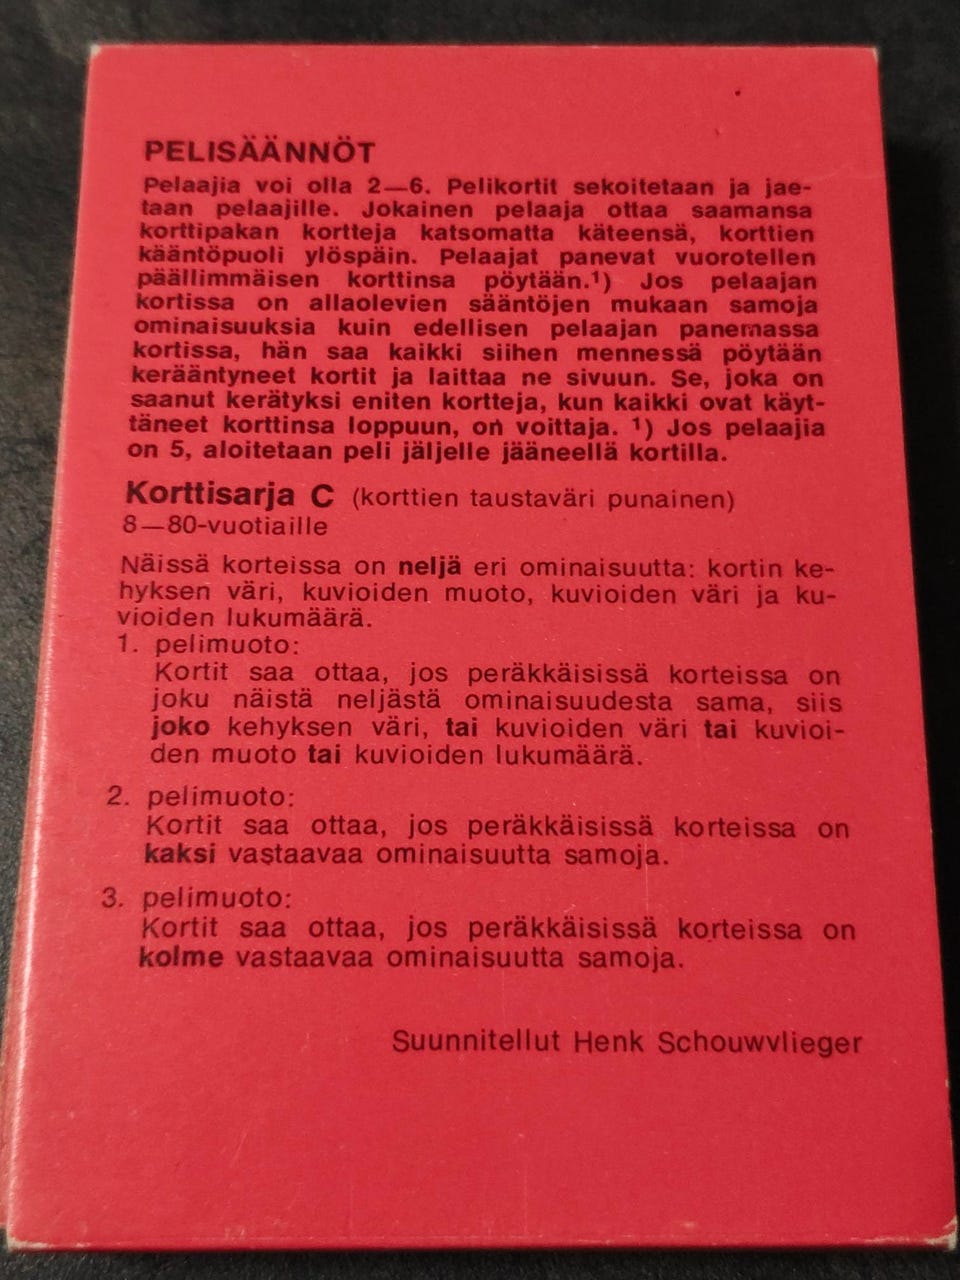 PELISÄÄNNÖT
Pelaajia voi olla 2—6. Pelikortit sekoitetaan ja jae-
taan pelaajille. Jokainen pelaaja ottaa saamansa
korttipakan kortteja katsomatta käteensä, korttien
kääntöpuoli ylöspäin. Pelaajat panevat vuorotellen
päällimmäisen korttinsa pöytään.¹) Jos pelaajan
kortissa on allaolevien sääntöjen mukaan samoja
ominaisuuksia kuin edellisen pelaajan panemassa
kortissa, hän saa kaikki siihen mennessä pöytään
kerääntyneet kortit ja laittaa ne sivuun. Se, joka on
saanut kerätyksi eniten kortteja, kun kaikki ovat käyt-
täneet korttinsa loppuun, on voittaja. ¹) Jos pelaajia
on 5, aloitetaan peli jäljelle jääneellä kortilla.
Korttisarja C (korttien taustaväri punainen)
8—80-vuotiaille
Näissä korteissa on neljä eri ominaisuutta: kortin ke-
hyksen väri, kuvioiden muoto, kuvioiden väri ja ku-
vioiden lukumäärä.
1. pelimuoto:
Kortit saa ottaa, jos peräkkäisissä korteissa on
joku näistä neljästä ominaisuudesta sama, siis
joko kehyksen väri, tai kuvioiden väri tai kuvioi-
den muoto tai kuvioiden lukumäärä.
2. pelimuoto:
Kortit saa ottaa, jos peräkkäisissä korteissa on
kaksi vastaavaa ominaisuutta samoja.
3. pelimuoto:
Kortit saa ottaa, jos peräkkäisissä korteissa on
kolme vastaavaa ominaisuutta samoja.
Suunnitellut Henk Schouwvlieger